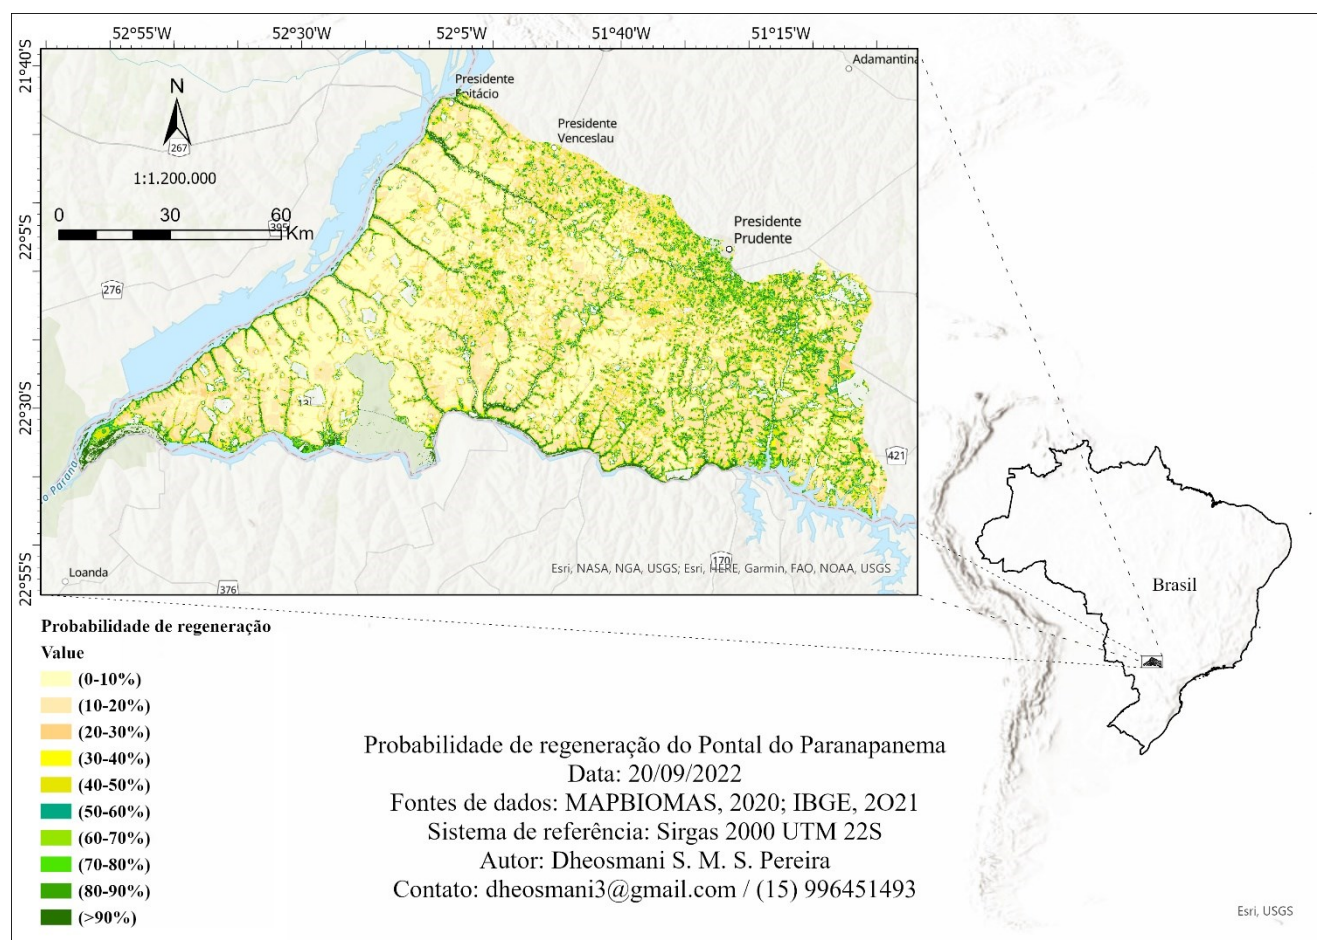 52°55'W 52°30'W 52°5'W 51°40'W 51°15'W
21°40'S
22°5'S
22°30'S
22°55'S
Adamantina
Presidente
Epitácio
Presidente
Venceslau
Presidente
Prudente
N
267
1:1.200.000
0 30 60
Km
395
276
421
170
376
Loanda
Esri, NASA, NGA, USGS; Esri, HERE, Garmin, FAO, NOAA, USGS
Brasil
Probabilidade de regeneração
Value
(0-10%)
(10-20%)
(20-30%)
(30-40%)
(40-50%)
(50-60%)
(60-70%)
(70-80%)
(80-90%)
(>90%)
Probabilidade de regeneração do Pontal do Paranapanema
Data: 20/09/2022
Fontes de dados: MAPBIOMAS, 2020; IBGE, 2O21
Sistema de referência: Sirgas 2000 UTM 22S
Autor: Dheosmani S. M. S. Pereira
Contato: dheosmani3@gmail.com / (15) 996451493
Esri, USGS